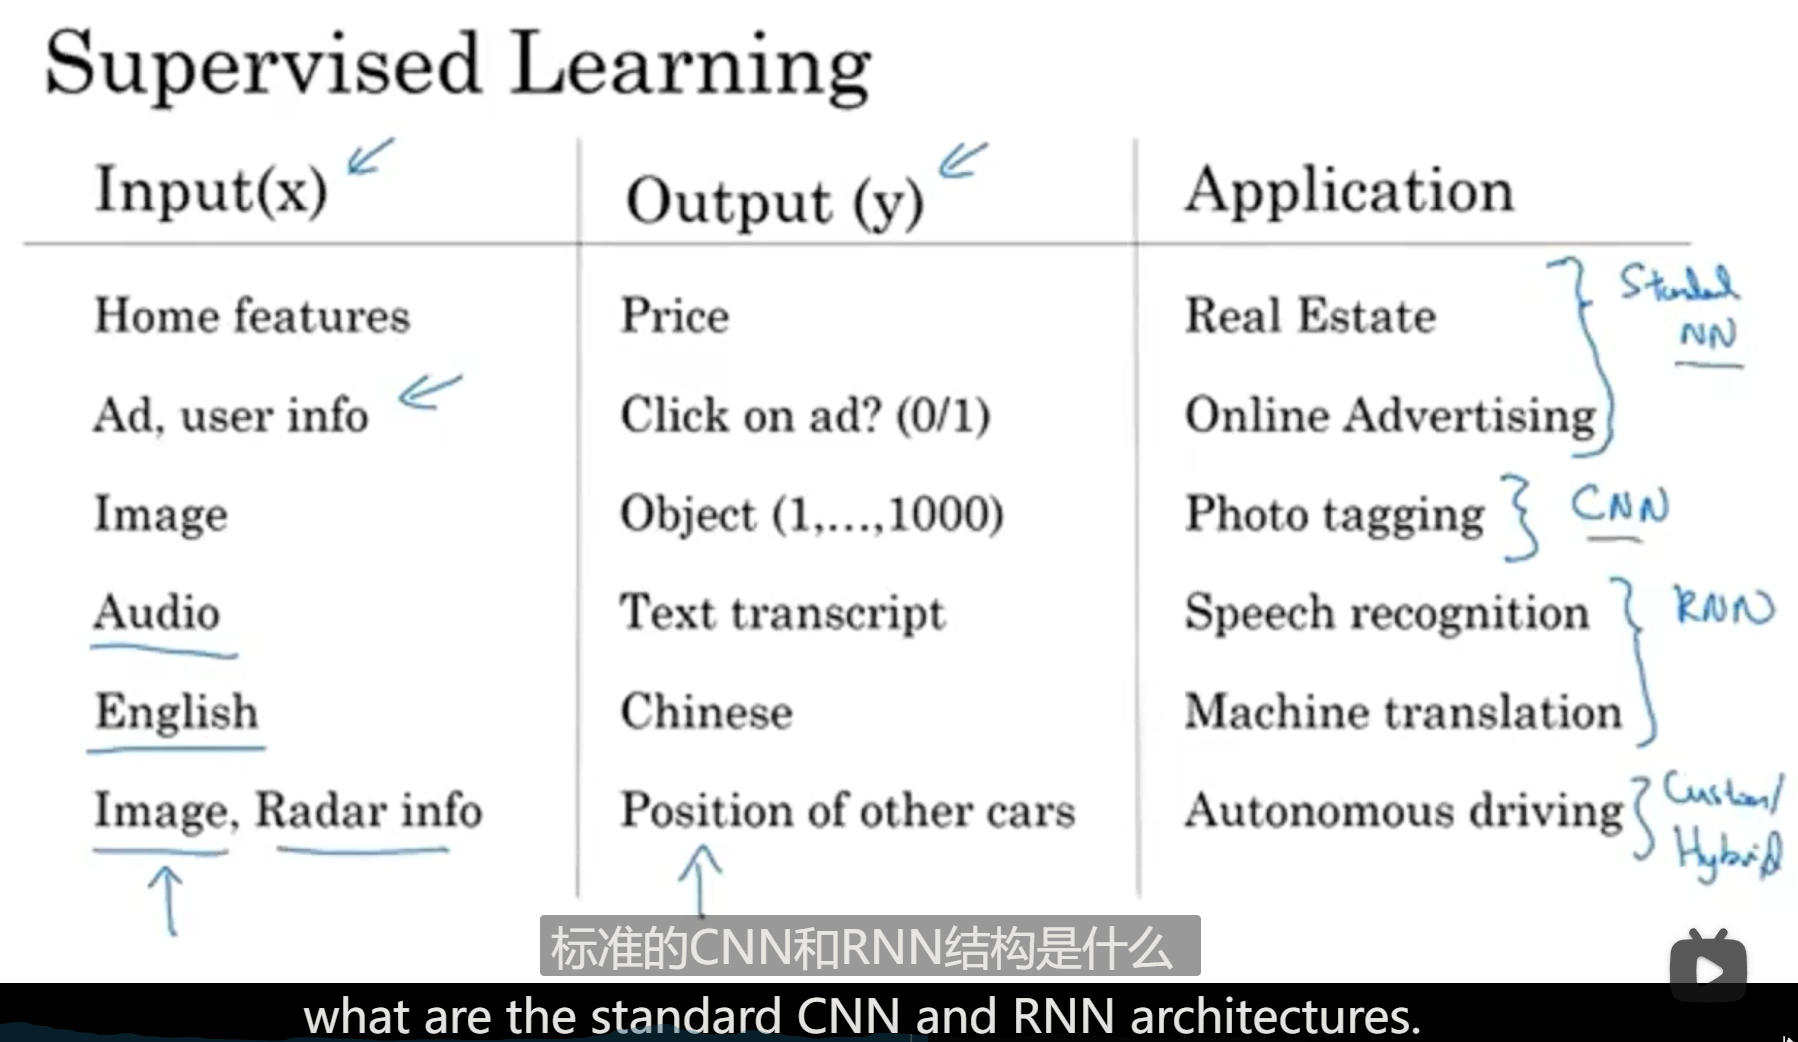 Supervised Learning
Input(x) Output (y) Application
Home features Price Real Estate Standard
NN
Ad, user info Click on ad? (0/1) Online Advertising
Image Object (1,...,1000) Photo tagging CNN
Audio Text transcript Speech recognition RNN
English Chinese Machine translation
Image, Radar info Position of other cars Autonomous driving Custom/
Hybrid
标准的CNN和RNN结构是什么
what are the standard CNN and RNN architectures.